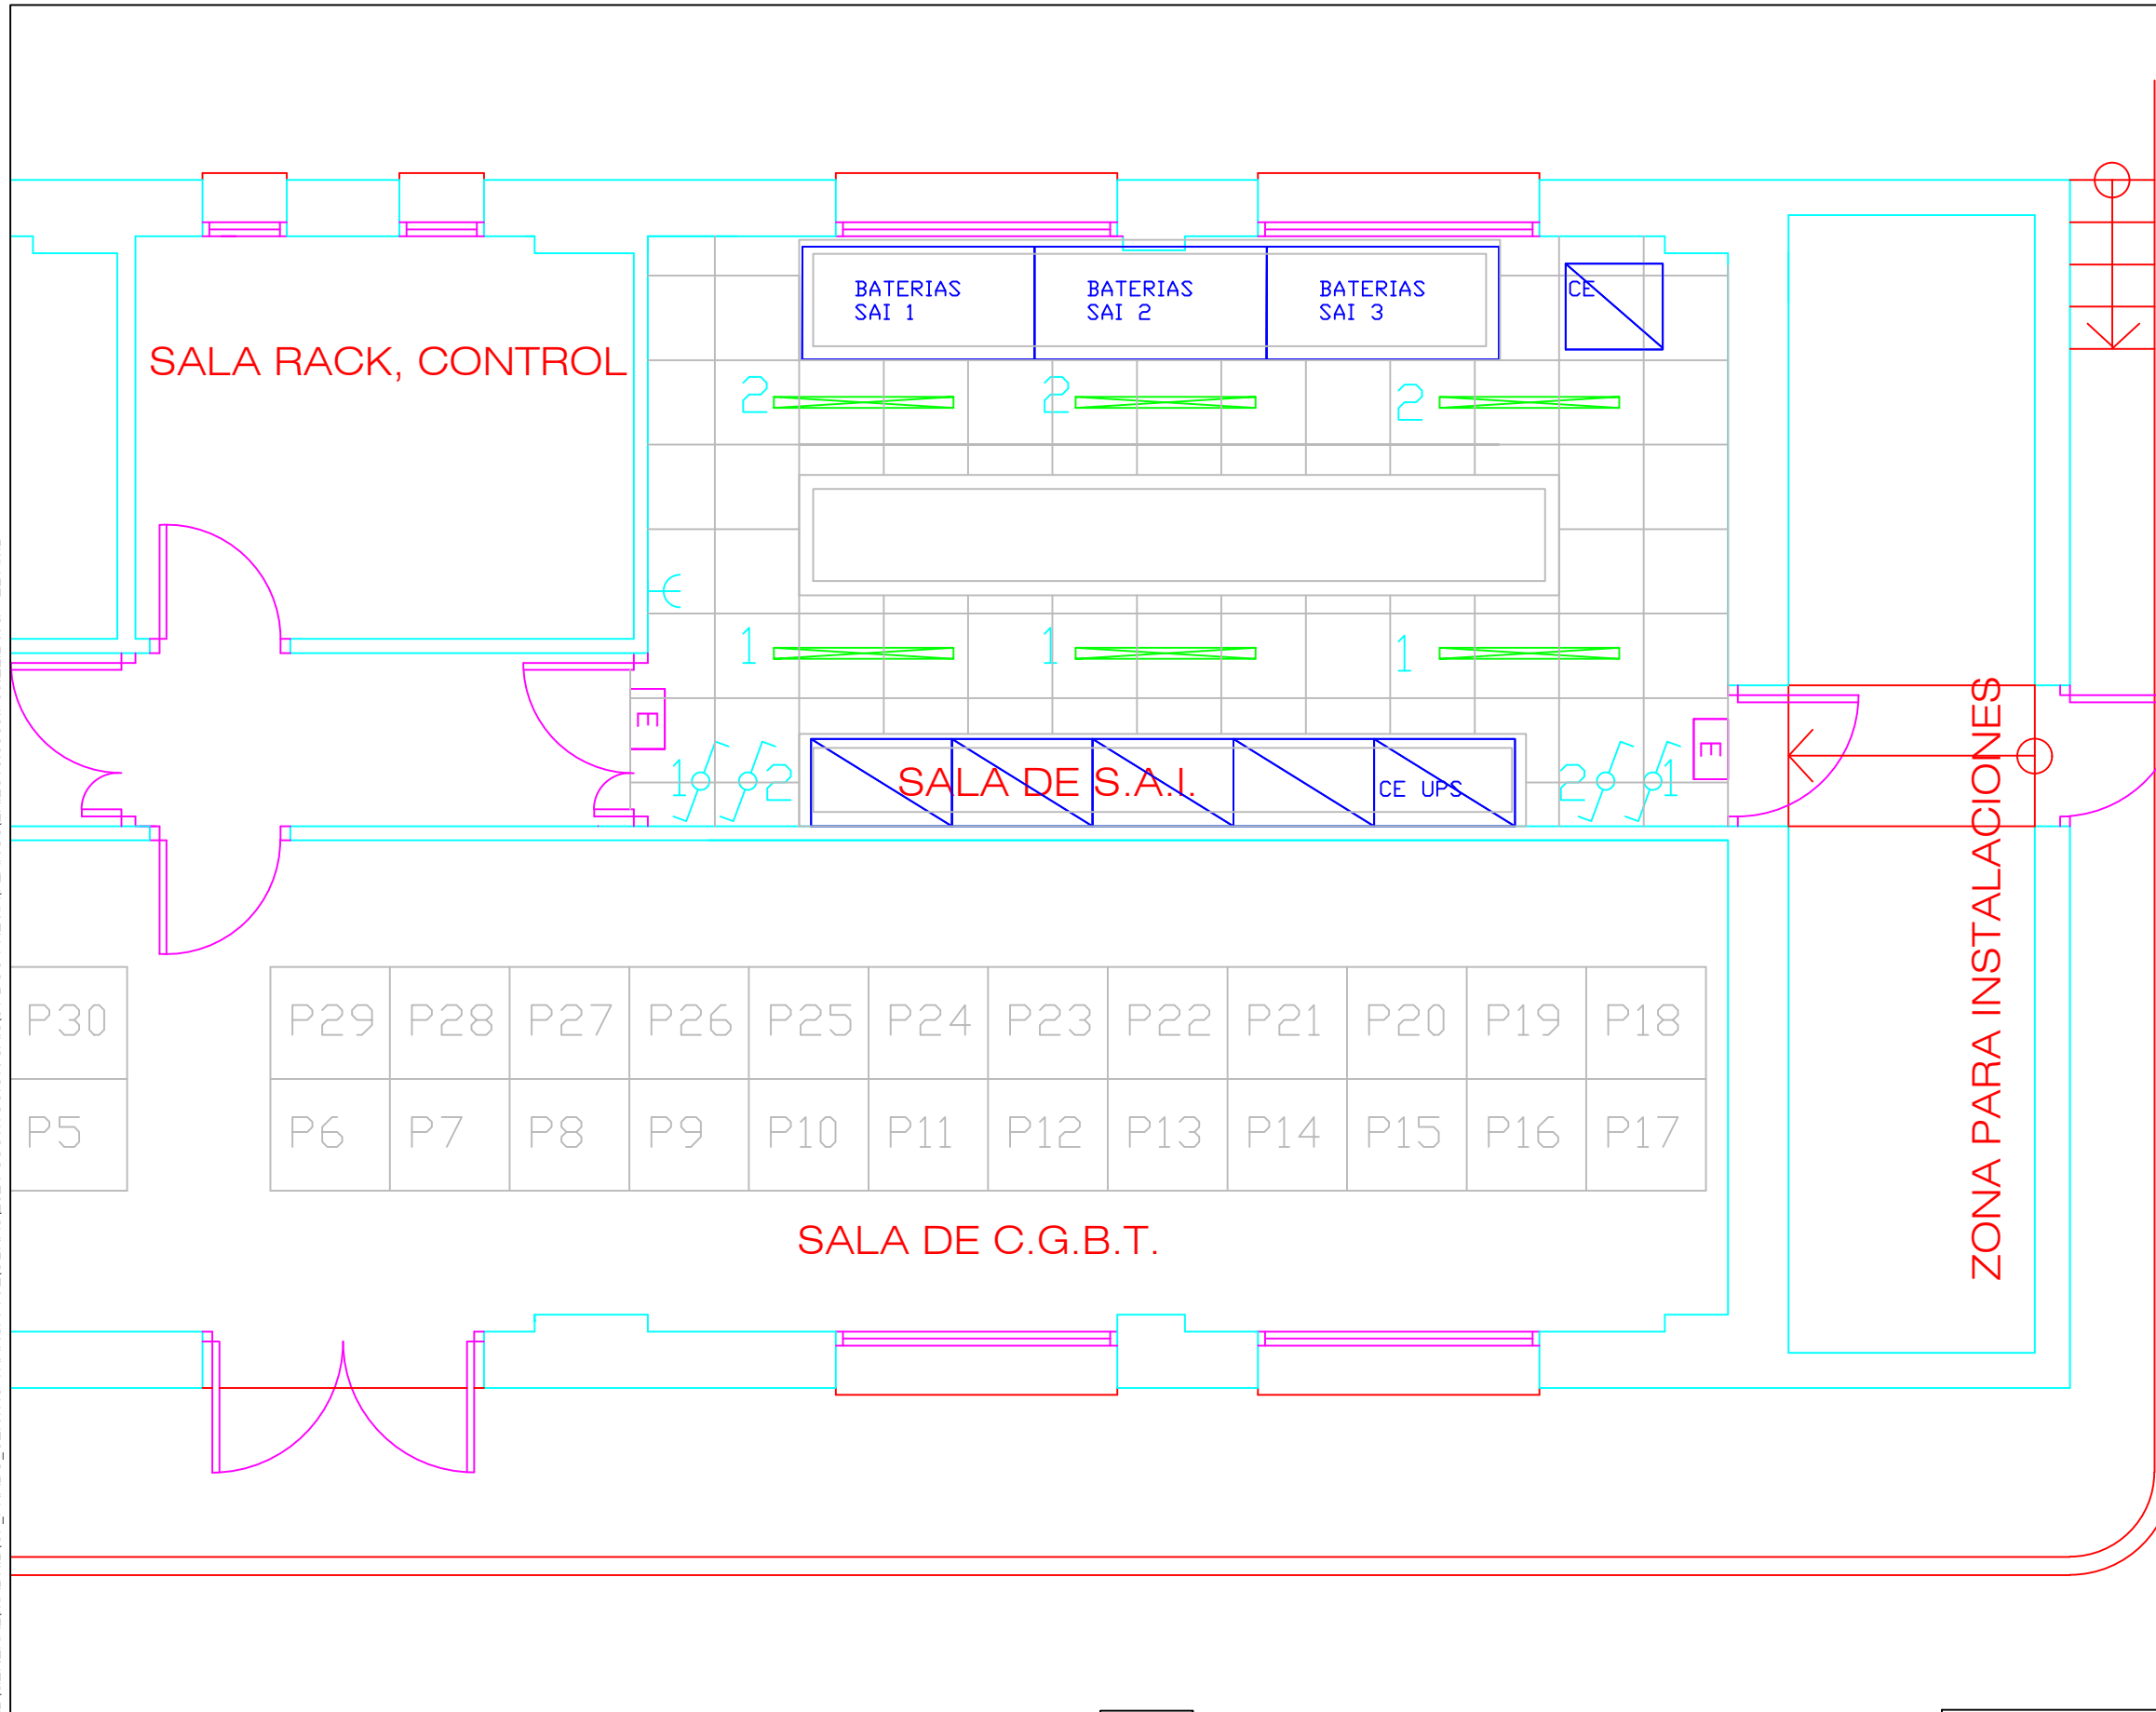 BATERIAS
SAI 1
BATERIAS
SAI 2
BATERIAS
SAI 3
CE
SALA RACK, CONTROL
2
2
2
1
1
1
E
E
1
2
SALA DE S.A.I.
CE UPS
2
1
ZONA PARA INSTALACIONES
P30
P29
P28
P27
P26
P25
P24
P23
P22
P21
P20
P19
P18
P5
P6
P7
P8
P9
P10
P11
P12
P13
P14
P15
P16
P17
SALA DE C.G.B.T.